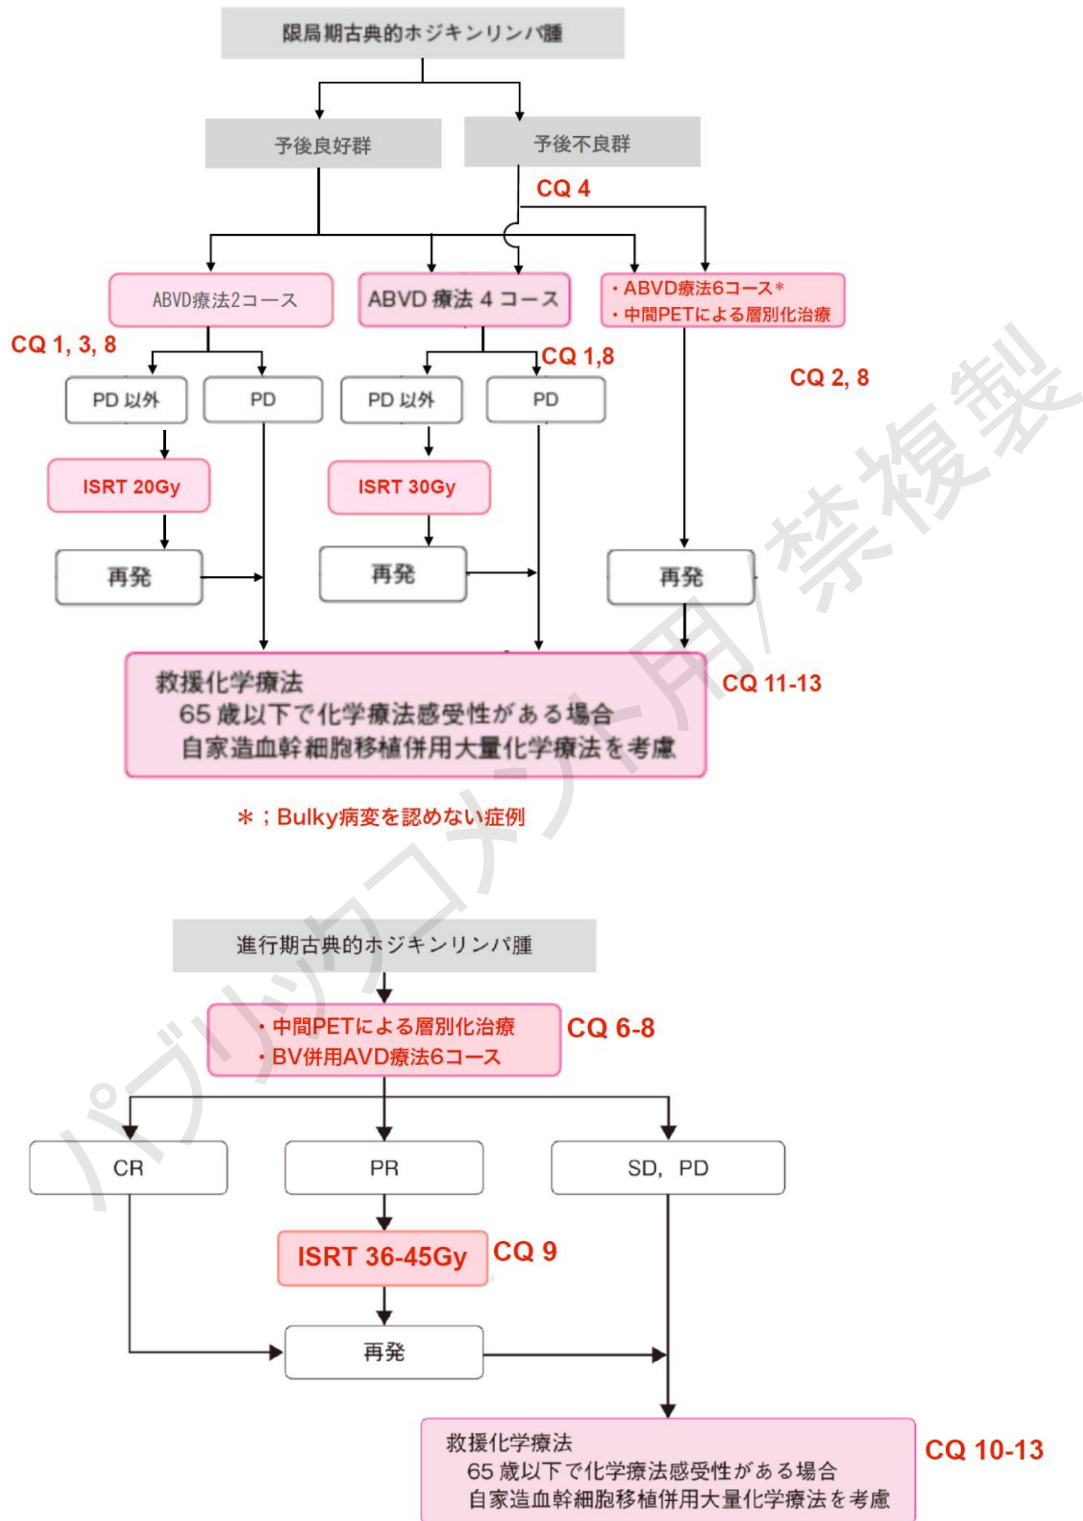 限局期古典的ホジキンリンパ腫
予後良好群
予後不良群
CQ 4
ABVD療法2コース
ABVD 療法 4 コース
・ABVD療法6コース*
・中間PETによる層別化治療
CQ 1, 3, 8
CQ 1,8
CQ 2, 8
PD 以外
PD
PD 以外
PD
ISRT 20Gy
ISRT 30Gy
再発
再発
再発
救援化学療法
65 歳以下で化学療法感受性がある場合
自家造血幹細胞移植併用大量化学療法を考慮
CQ 11-13
*；Bulky病変を認めない症例
パブリックコメント用/禁複製
進行期古典的ホジキンリンパ腫
・中間PETによる層別化治療
・BV併用AVD療法6コース
CQ 6-8
CR
PR
SD, PD
ISRT 36-45Gy
CQ 9
再発
救援化学療法
65 歳以下で化学療法感受性がある場合
自家造血幹細胞移植併用大量化学療法を考慮
CQ 10-13